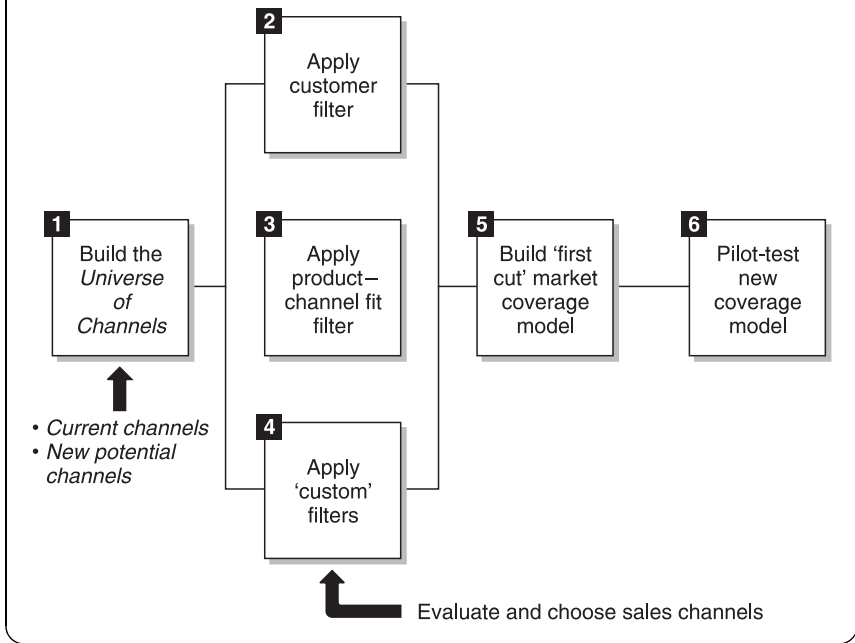 1
Build the
Universe
of
Channels
• Current channels
• New potential
channels
2
Apply
customer
filter
3
Apply
product–
channel fit
filter
4
Apply
‘custom’
filters
Evaluate and choose sales channels
5
Build ‘first
cut’ market
coverage
model
6
Pilot-test
new
coverage
model